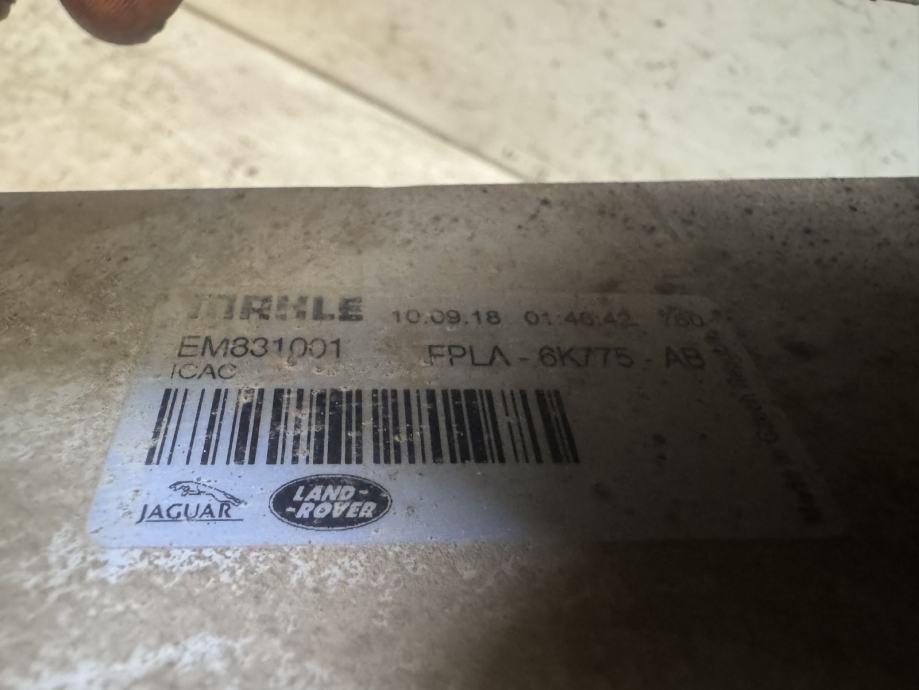 MAHLE 10.09.18 01:46:42
EM831001 FPLA - 6K775 - AB
ICAC
JAGUAR LAND-
-ROVER